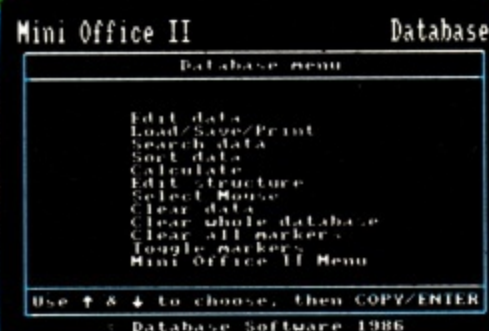 Mini Office II Database
Database menu
Edit data
Load/Save/Print
Search data
Sort data
Calculate
Edit structure
Select Mouse
Clear data
Clear whole database
Clear all markers
Toggle markers
Mini Office II Menu
Use ↑ & ↓ to choose, then COPY/ENTER
Database Software 1986